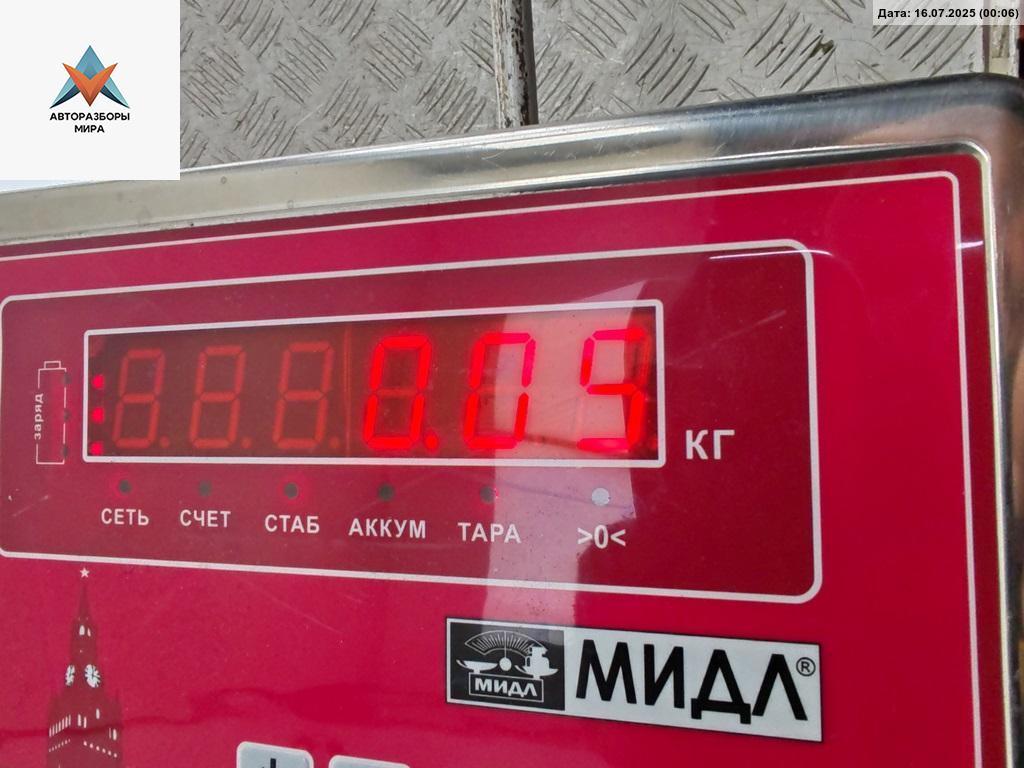 Дата: 16.07.2025 (00:06)
АВТОРАЗБОРЫ
МИРА
заряд
0.05
КГ
СЕТЬ СЧЕТ СТАБ АККУМ ТАРА >0<
МИДЛ МИДЛ®